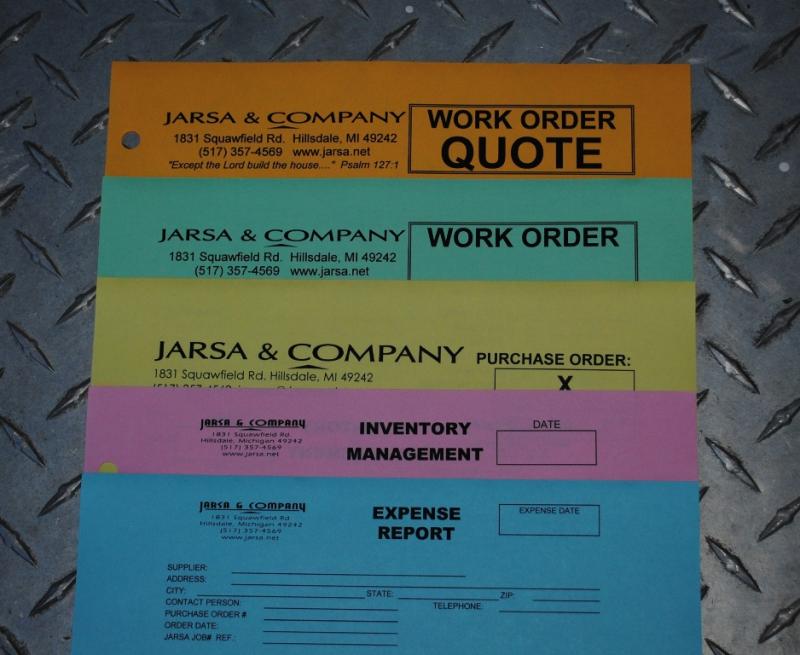 JARSA & COMPANY
1831 Squawfield Rd. Hillsdale, MI 49242
(517) 357-4569 www.jarsa.net
"Except the Lord build the house...." Psalm 127:1
WORK ORDER
QUOTE
JARSA & COMPANY
1831 Squawfield Rd. Hillsdale, MI 49242
(517) 357-4569 www.jarsa.net
WORK ORDER
JARSA & COMPANY
1831 Squawfield Rd. Hillsdale, MI 49242
PURCHASE ORDER:
X
JARSA & COMPANY
1831 Squawfield Rd.
Hillsdale, Michigan 49242
(517) 357-4569
www.jarsa.net
INVENTORY
MANAGEMENT
DATE
JARSA & COMPANY
1831 Squawfield Rd.
Hillsdale, Michigan 49242
(517) 357-4569
www.jarsa.net
EXPENSE
REPORT
EXPENSE DATE
SUPPLIER:
ADDRESS:
CITY: STATE: ZIP:
CONTACT PERSON: TELEPHONE:
PURCHASE ORDER #
ORDER DATE:
JARSA JOB# REF.: